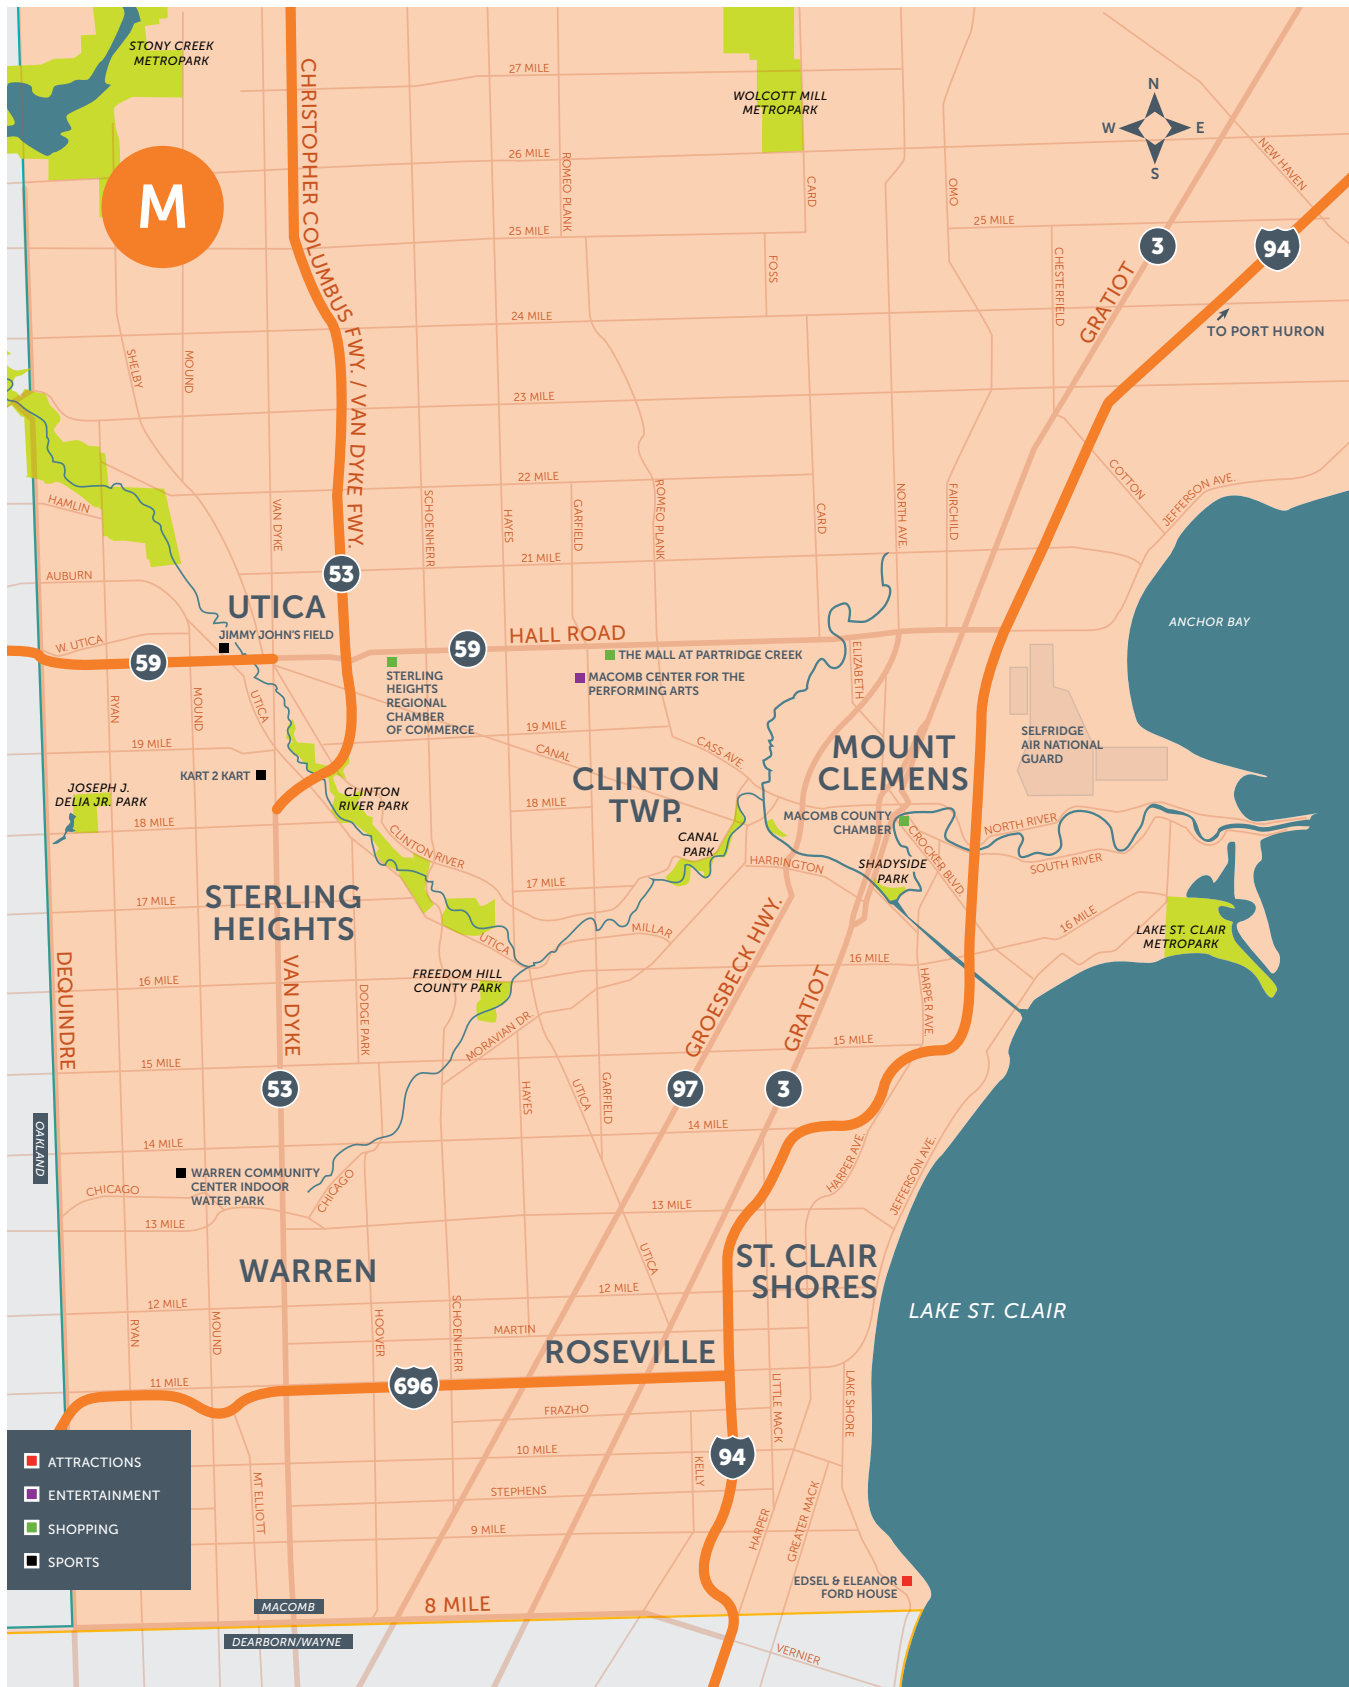 STONY CREEK
METROPARK
27 MILE
WOLCOTT MILL
METROPARK
N
W
E
S
CHRISTOPHER COLUMBUS FWY. / VAN DYKE FWY.
26 MILE
ROMEO PLANK
CARD
OMO
NEW HAVEN
M
25 MILE
25 MILE
3
94
FOSS
CHESTERFIELD
GRATIOT
24 MILE
TO PORT HURON
SHELBY
MOUND
23 MILE
22 MILE
COTTON
JEFFERSON AVE.
HAMLIN
VAN DYKE
SCHOENHERR
HAYES
GARFIELD
ROMEO PLANK
CARD
NORTH AVE.
FAIRCHILD
21 MILE
AUBURN
53
UTICA
JIMMY JOHN'S FIELD
ANCHOR BAY
W. UTICA
59
59
HALL ROAD
THE MALL AT PARTRIDGE CREEK
ELIZABETH
STERLING
HEIGHTS
REGIONAL
CHAMBER
OF COMMERCE
MACOMB CENTER FOR THE
PERFORMING ARTS
RYAN
MOUND
UTICA
19 MILE
19 MILE
CANAL
CASS AVE.
MOUNT
CLEMENS
SELFRIDGE
AIR NATIONAL
GUARD
KART 2 KART
CLINTON
TWP.
JOSEPH J.
DELIA JR. PARK
CLINTON
RIVER PARK
18 MILE
18 MILE
MACOMB COUNTY
CHAMBER
NORTH RIVER
CANAL
PARK
CLINTON RIVER
CROCKER BLVD.
HARRINGTON
SHADYSIDE
PARK
SOUTH RIVER
17 MILE
17 MILE
STERLING
HEIGHTS
16 MILE
LAKE ST. CLAIR
METROPARK
UTICA
MILLAR
GROESBECK HWY.
DEQUINDRE
VAN DYKE
FREEDOM HILL
COUNTY PARK
16 MILE
16 MILE
DODGE PARK
GRATIOT
HARPER AVE.
MORAVIAN DR.
15 MILE
15 MILE
53
97
3
HAYES
UTICA
GARFIELD
OAKLAND
14 MILE
14 MILE
HARPER AVE.
JEFFERSON AVE.
WARREN COMMUNITY
CENTER INDOOR
WATER PARK
CHICAGO
CHICAGO
13 MILE
13 MILE
WARREN
UTICA
ST. CLAIR
SHORES
12 MILE
12 MILE
LAKE ST. CLAIR
RYAN
MOUND
HOOVER
SCHOENHERR
MARTIN
ROSEVILLE
11 MILE
696
LITTLE MACK
LAKE SHORE
FRAZHO
10 MILE
94
KELLY
MT ELLIOTT
STEPHENS
9 MILE
HARPER
GREATER MACK
ATTRACTIONS
ENTERTAINMENT
SHOPPING
SPORTS
EDSEL & ELEANOR
FORD HOUSE
MACOMB
8 MILE
DEARBORN/WAYNE
VERNIER